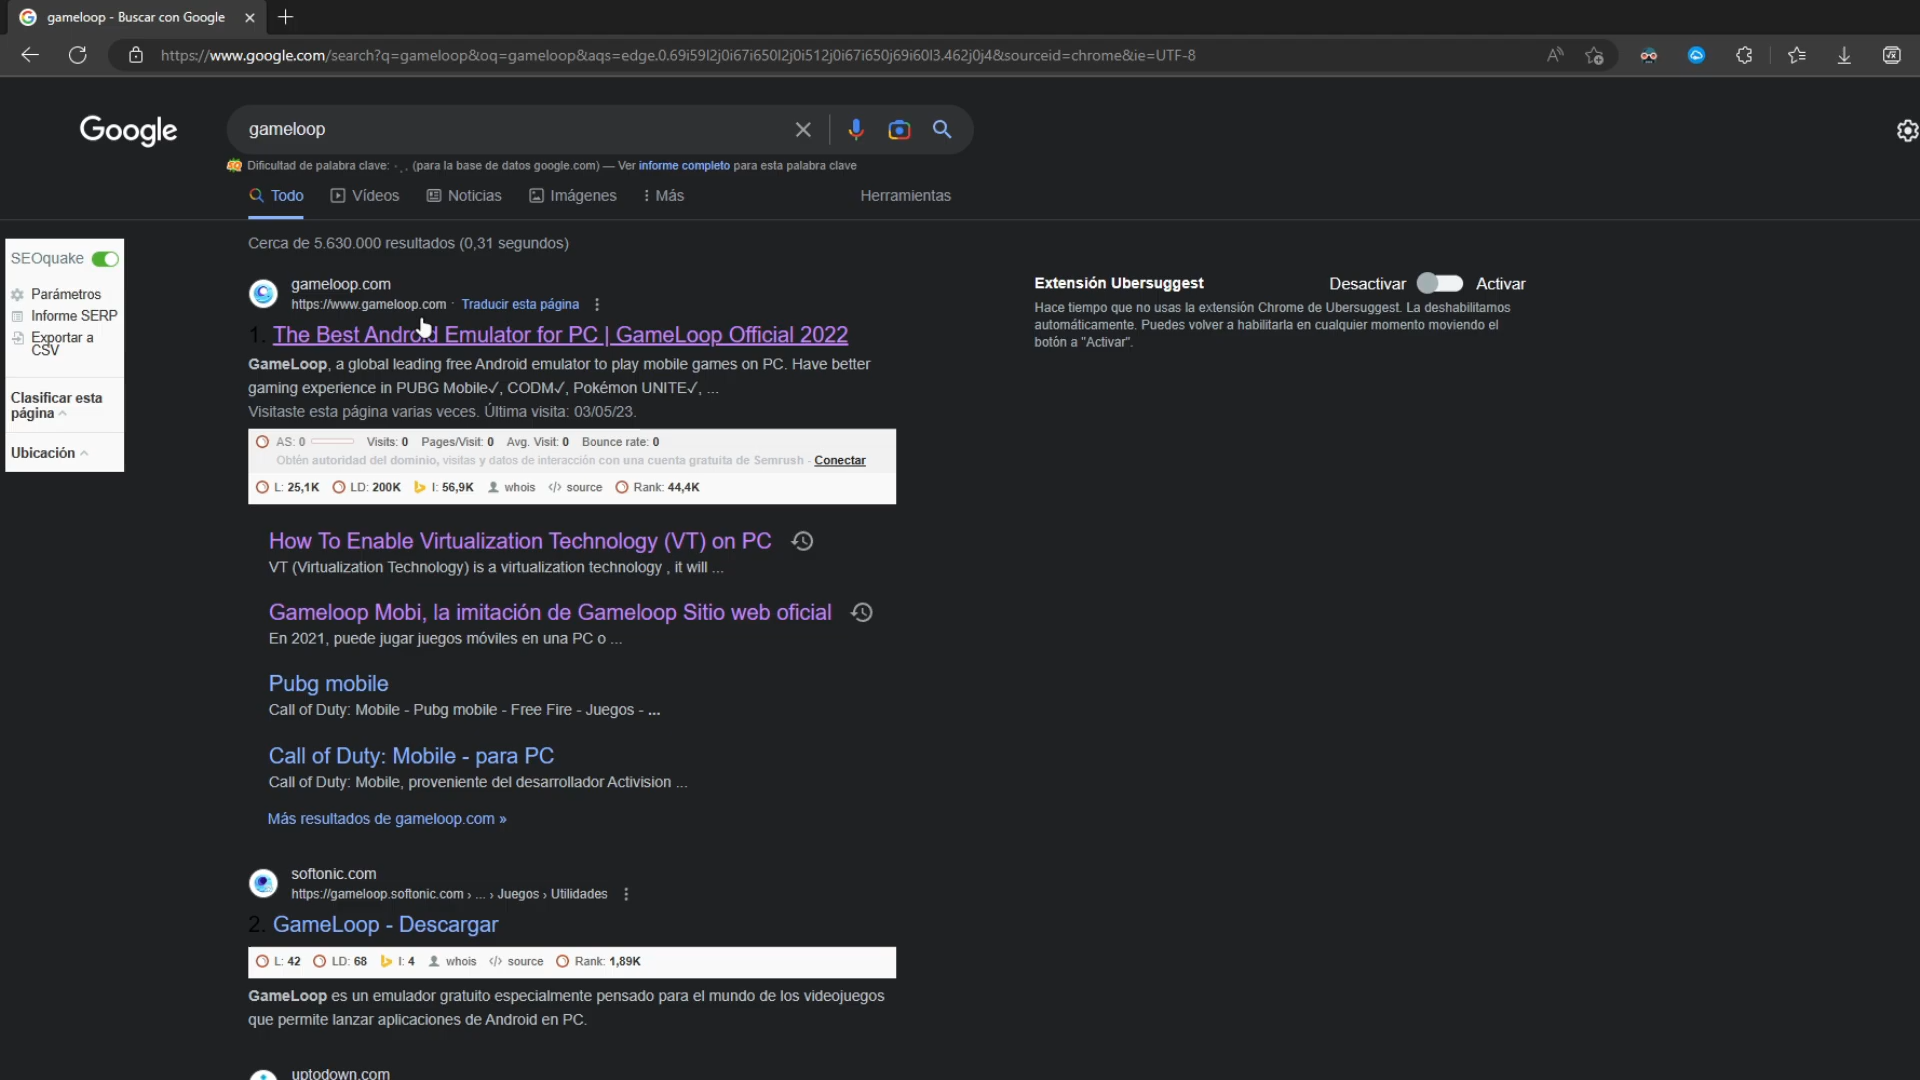 gameloop - Buscar con Google
https://www.google.com/search?q=gameloop&oq=gameloop&aqs=edge.0.69i59l2j0i67i650l2j0i512j0i67i650j69i60l3.462j0j4&sourceid=chrome&ie=UTF-8
Google
gameloop
Dificultad de palabra clave: - , . (para la base de datos google.com) — Ver informe completo para esta palabra clave
Todo Vídeos Noticias Imágenes Más Herramientas
Cerca de 5.630.000 resultados (0,31 segundos)
SEOquake
Parámetros
Informe SERP
Exportar a
CSV
Clasificar esta
página
Ubicación
gameloop.com
https://www.gameloop.com · Traducir esta página
1. The Best Android Emulator for PC | GameLoop Official 2022
GameLoop, a global leading free Android emulator to play mobile games on PC. Have better
gaming experience in PUBG Mobile✓, CODM✓, Pokémon UNITE✓, ...
Visitaste esta página varias veces. Última visita: 03/05/23.
AS: 0 Visits: 0 Pages/Visit: 0 Avg. Visit: 0 Bounce rate: 0
Obtén autoridad del dominio, visitas y datos de interacción con una cuenta gratuita de Semrush - Conectar
L: 25,1K LD: 200K I: 56,9K whois source Rank: 44,4K
How To Enable Virtualization Technology (VT) on PC
VT (Virtualization Technology) is a virtualization technology , it will ...
Gameloop Mobi, la imitación de Gameloop Sitio web oficial
En 2021, puede jugar juegos móviles en una PC o ...
Pubg mobile
Call of Duty: Mobile - Pubg mobile - Free Fire - Juegos - ...
Call of Duty: Mobile - para PC
Call of Duty: Mobile, proveniente del desarrollador Activision ...
Más resultados de gameloop.com »
softonic.com
https://gameloop.softonic.com › ... › Juegos › Utilidades
2. GameLoop - Descargar
L: 42 LD: 68 I: 4 whois source Rank: 1,89K
GameLoop es un emulador gratuito especialmente pensado para el mundo de los videojuegos
que permite lanzar aplicaciones de Android en PC.
uptodown.com
Extensión Ubersuggest Desactivar Activar
Hace tiempo que no usas la extensión Chrome de Ubersuggest. La deshabilitamos
automáticamente. Puedes volver a habilitarla en cualquier momento moviendo el
botón a "Activar".